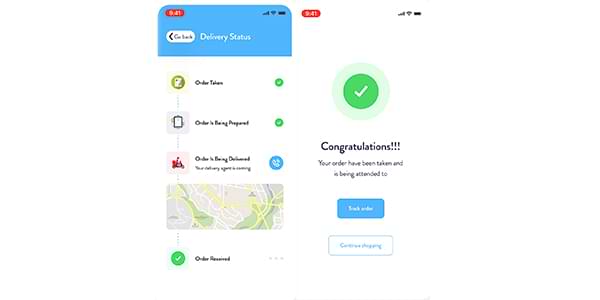 9:41
Go back
Delivery Status
Order Taken
Order Is Being Prepared
Order Is Being Delivered
Your delivery agent is coming
Order Received
9:41
Congratulations!!!
Your order have been taken and
is being attended to
Track order
Continue shopping